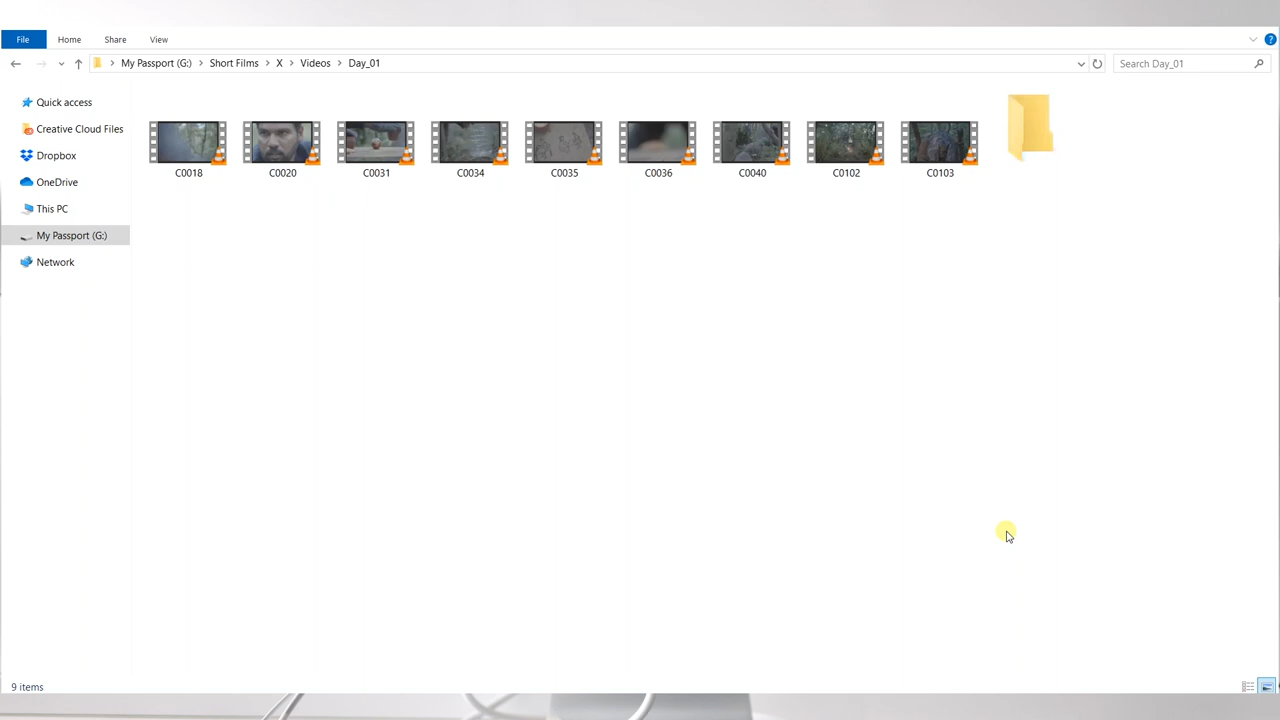 File Home Share View
My Passport (G:) Short Films X Videos Day_01 Search Day_01
Quick access
Creative Cloud Files
Dropbox
OneDrive
This PC
My Passport (G:)
Network
C0018 C0020 C0031 C0034 C0035 C0036 C0040 C0102 C0103
9 items